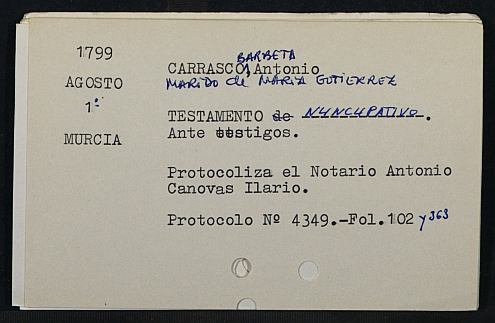 1799
AGOSTO
1º
MURCIA
BARBETA
CARRASCO, Antonio
MARIDO de MARIA GUTIERREZ
TESTAMENTO de NUNCUPATIVO.
Ante testigos.
Protocoliza el Notario Antonio
Canovas Ilario.
Protocolo Nº 4349.-Fol.102 y 363